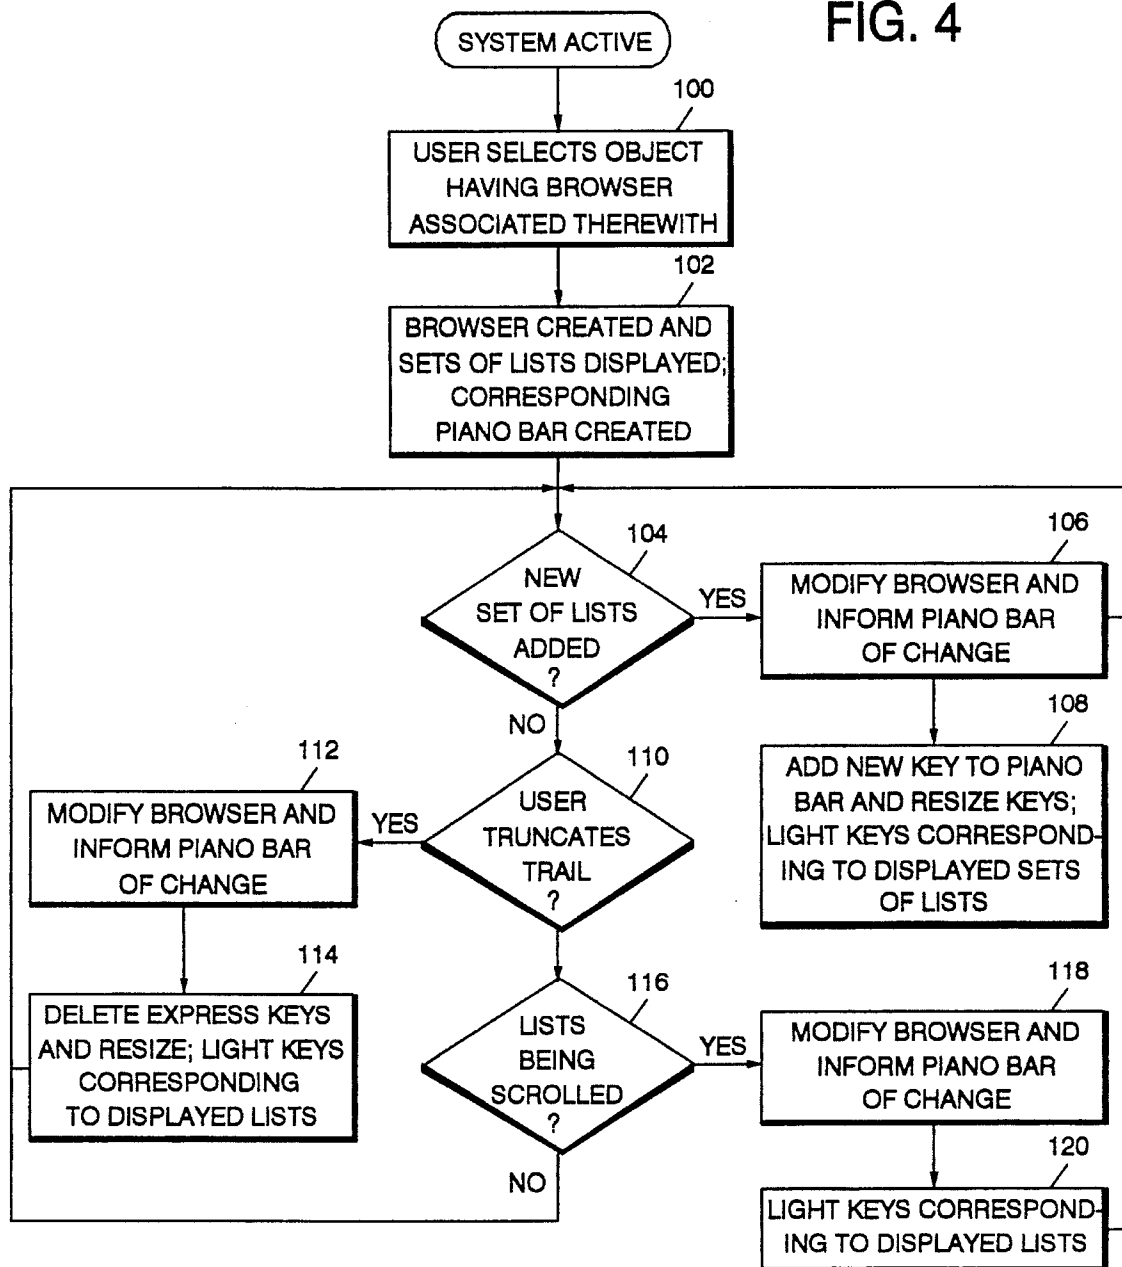 FIG. 4
SYSTEM ACTIVE
100
USER SELECTS OBJECT
HAVING BROWSER
ASSOCIATED THEREWITH
102
BROWSER CREATED AND
SETS OF LISTS DISPLAYED;
CORRESPONDING
PIANO BAR CREATED
104
NEW
SET OF LISTS
ADDED
?
YES
NO
106
MODIFY BROWSER AND
INFORM PIANO BAR
OF CHANGE
108
ADD NEW KEY TO PIANO
BAR AND RESIZE KEYS;
LIGHT KEYS CORRESPOND-
ING TO DISPLAYED SETS
OF LISTS
110
USER
TRUNCATES
TRAIL
?
YES
112
MODIFY BROWSER AND
INFORM PIANO BAR
OF CHANGE
114
DELETE EXPRESS KEYS
AND RESIZE; LIGHT KEYS
CORRESPONDING
TO DISPLAYED LISTS
116
LISTS
BEING
SCROLLED
?
YES
NO
118
MODIFY BROWSER AND
INFORM PIANO BAR
OF CHANGE
120
LIGHT KEYS CORRESPOND-
ING TO DISPLAYED LISTS